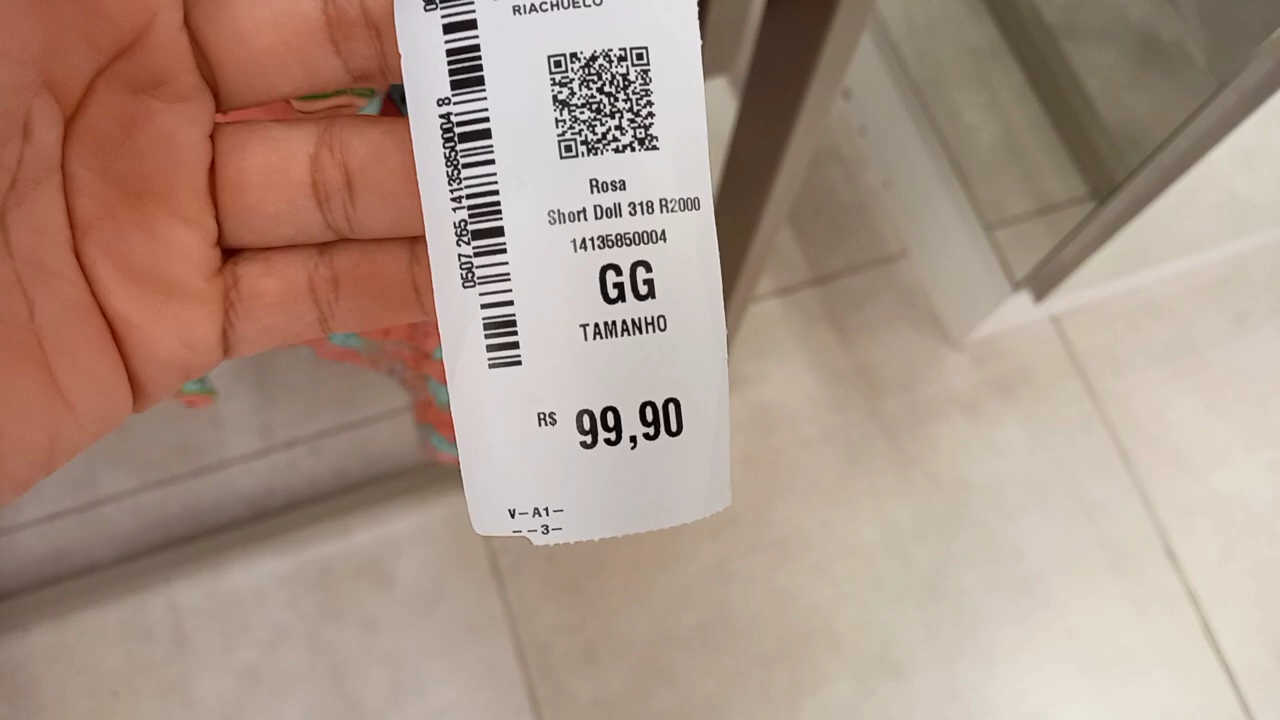 RIACHUELO
0507 265 14135850004 8
Rosa
Short Doll 318 R2000
14135850004
GG
TAMANHO
R$ 99,90
V-A1-
--3-